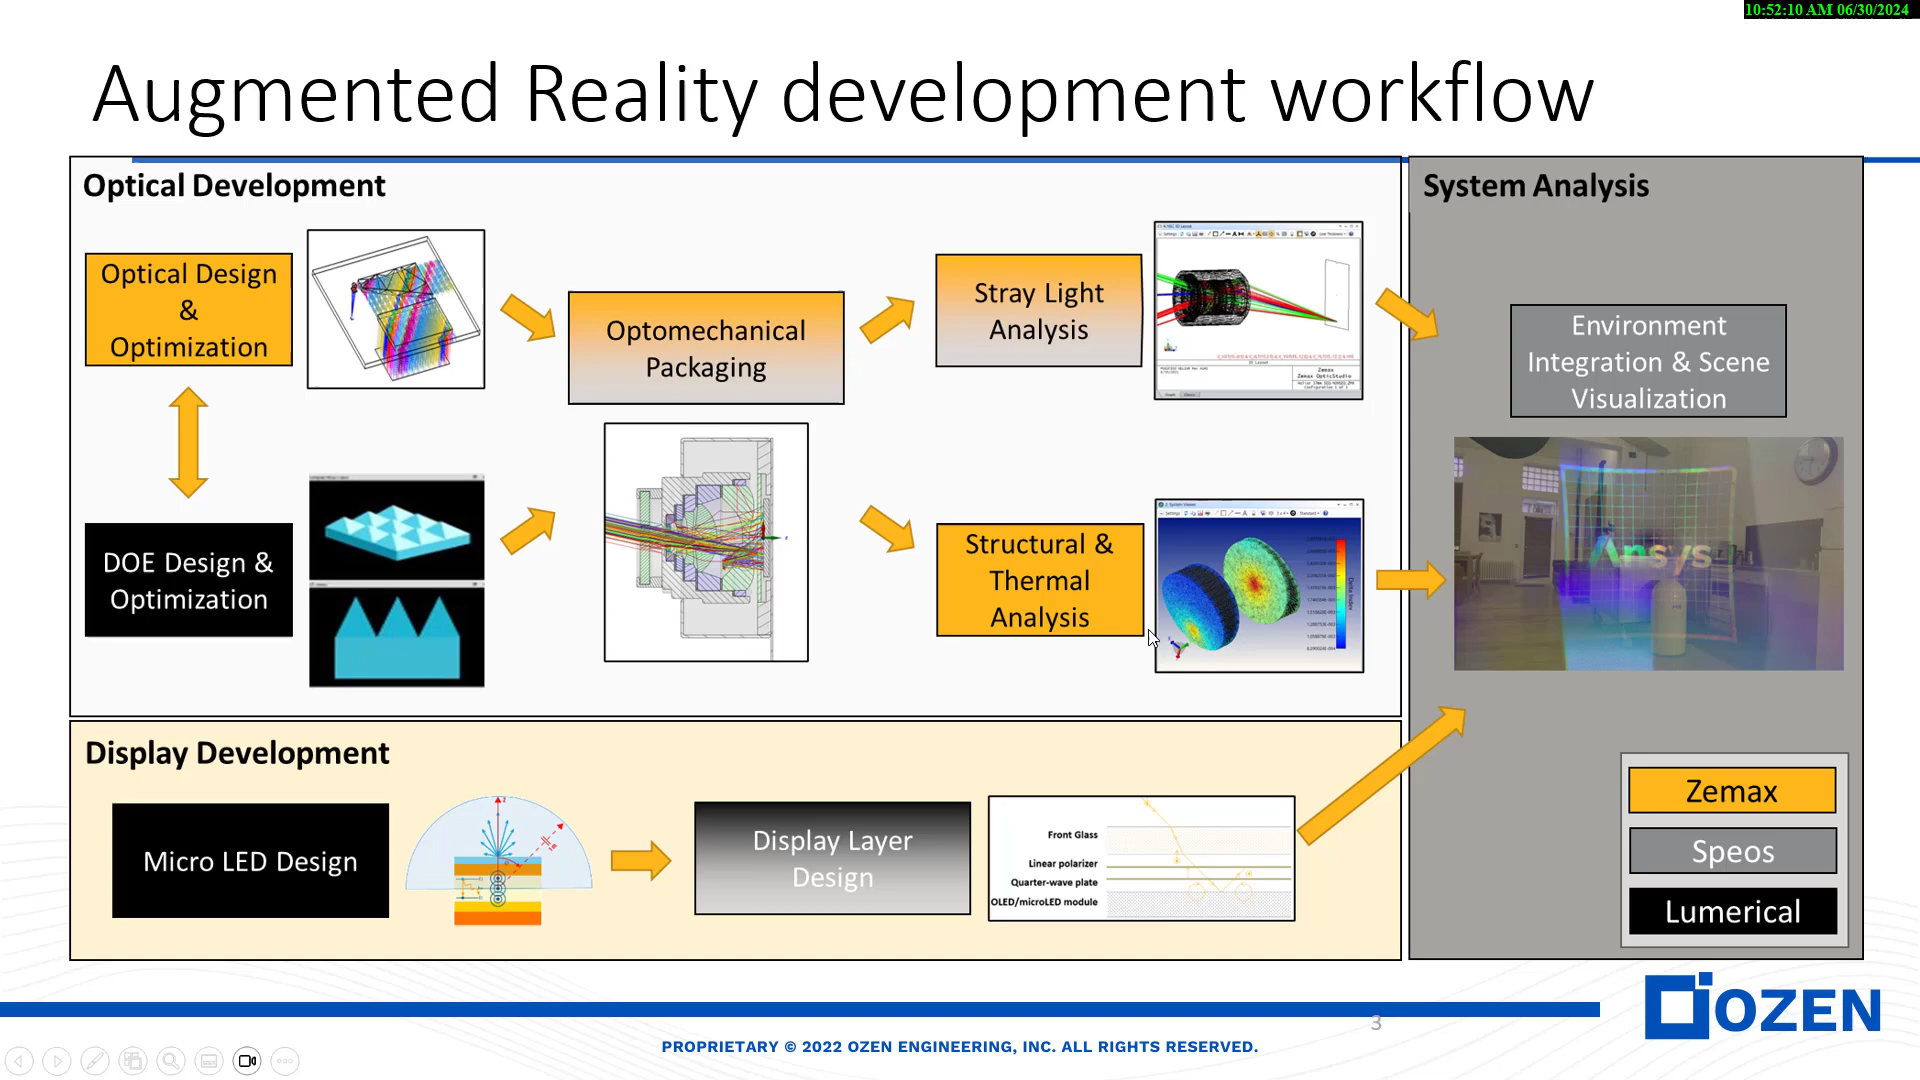 10:52:10 AM 06/30/2024
Augmented Reality development workflow
Optical Development
Optical Design
&
Optimization
Optomechanical
Packaging
Stray Light
Analysis
Zemax
Zemax OpticStudio
DOE Design &
Optimization
Structural &
Thermal
Analysis
System Analysis
Environment
Integration & Scene
Visualization
Ansys
Display Development
Micro LED Design
Display Layer
Design
Front Glass
Linear polarizer
Quarter-wave plate
OLED/microLED module
Zemax
Speos
Lumerical
OZEN
3
PROPRIETARY © 2022 OZEN ENGINEERING, INC. ALL RIGHTS RESERVED.